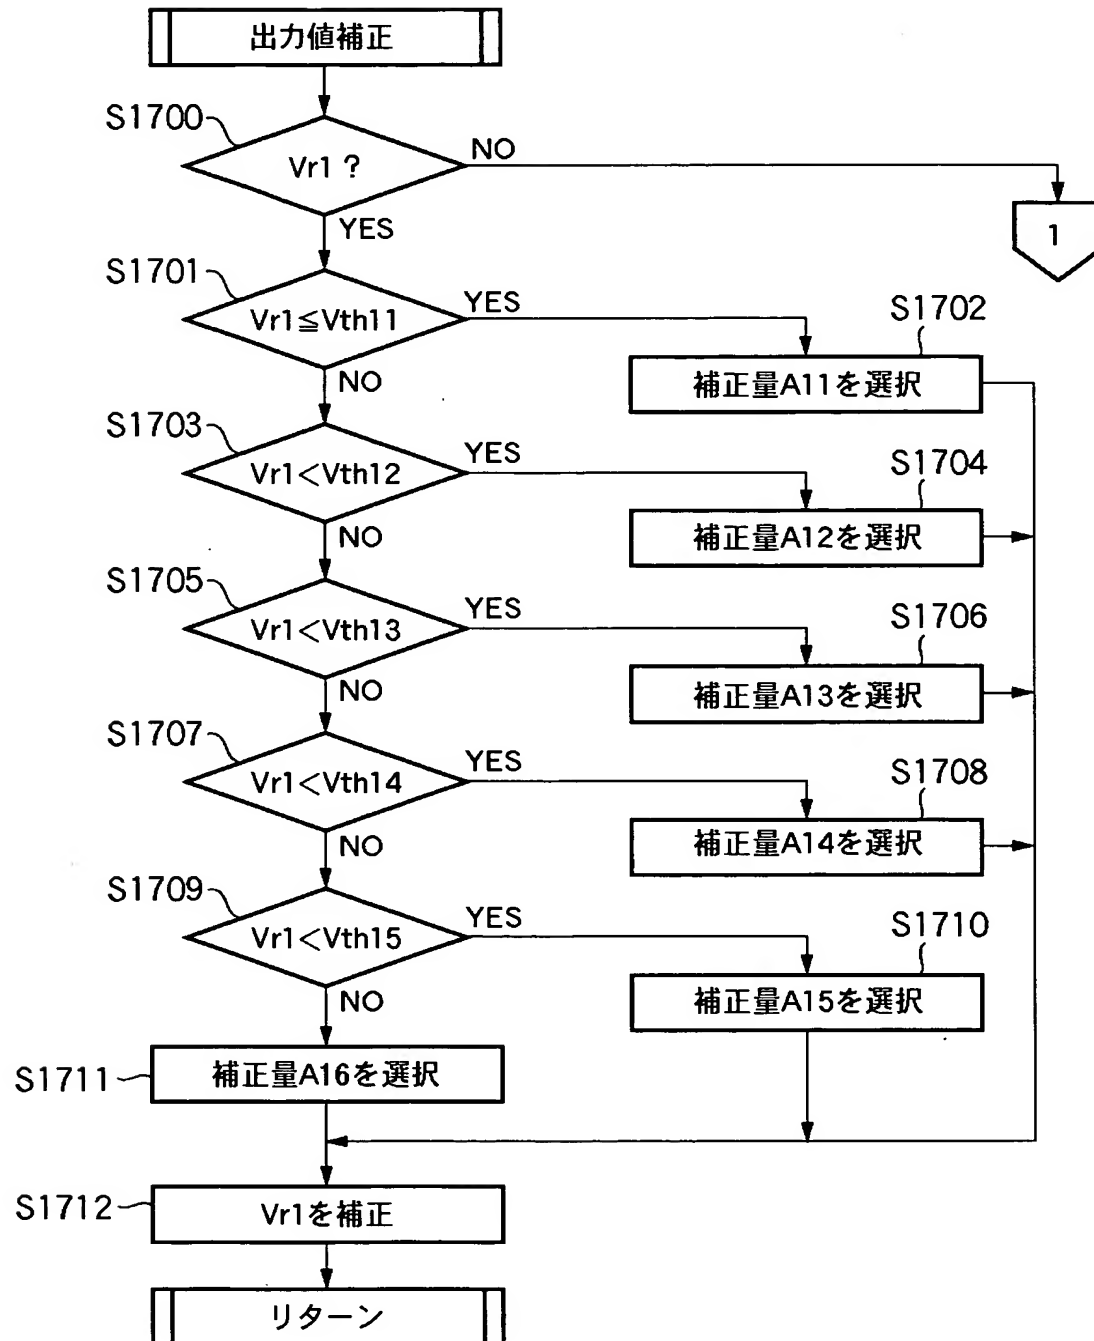 出力値補正
S1700
Vr1 ?
NO
YES
1
S1701
Vr1≦Vth11
YES
NO
S1702
補正量A11を選択
S1703
Vr1<Vth12
YES
NO
S1704
補正量A12を選択
S1705
Vr1<Vth13
YES
NO
S1706
補正量A13を選択
S1707
Vr1<Vth14
YES
NO
S1708
補正量A14を選択
S1709
Vr1<Vth15
YES
NO
S1710
補正量A15を選択
S1711
補正量A16を選択
S1712
Vr1を補正
リターン